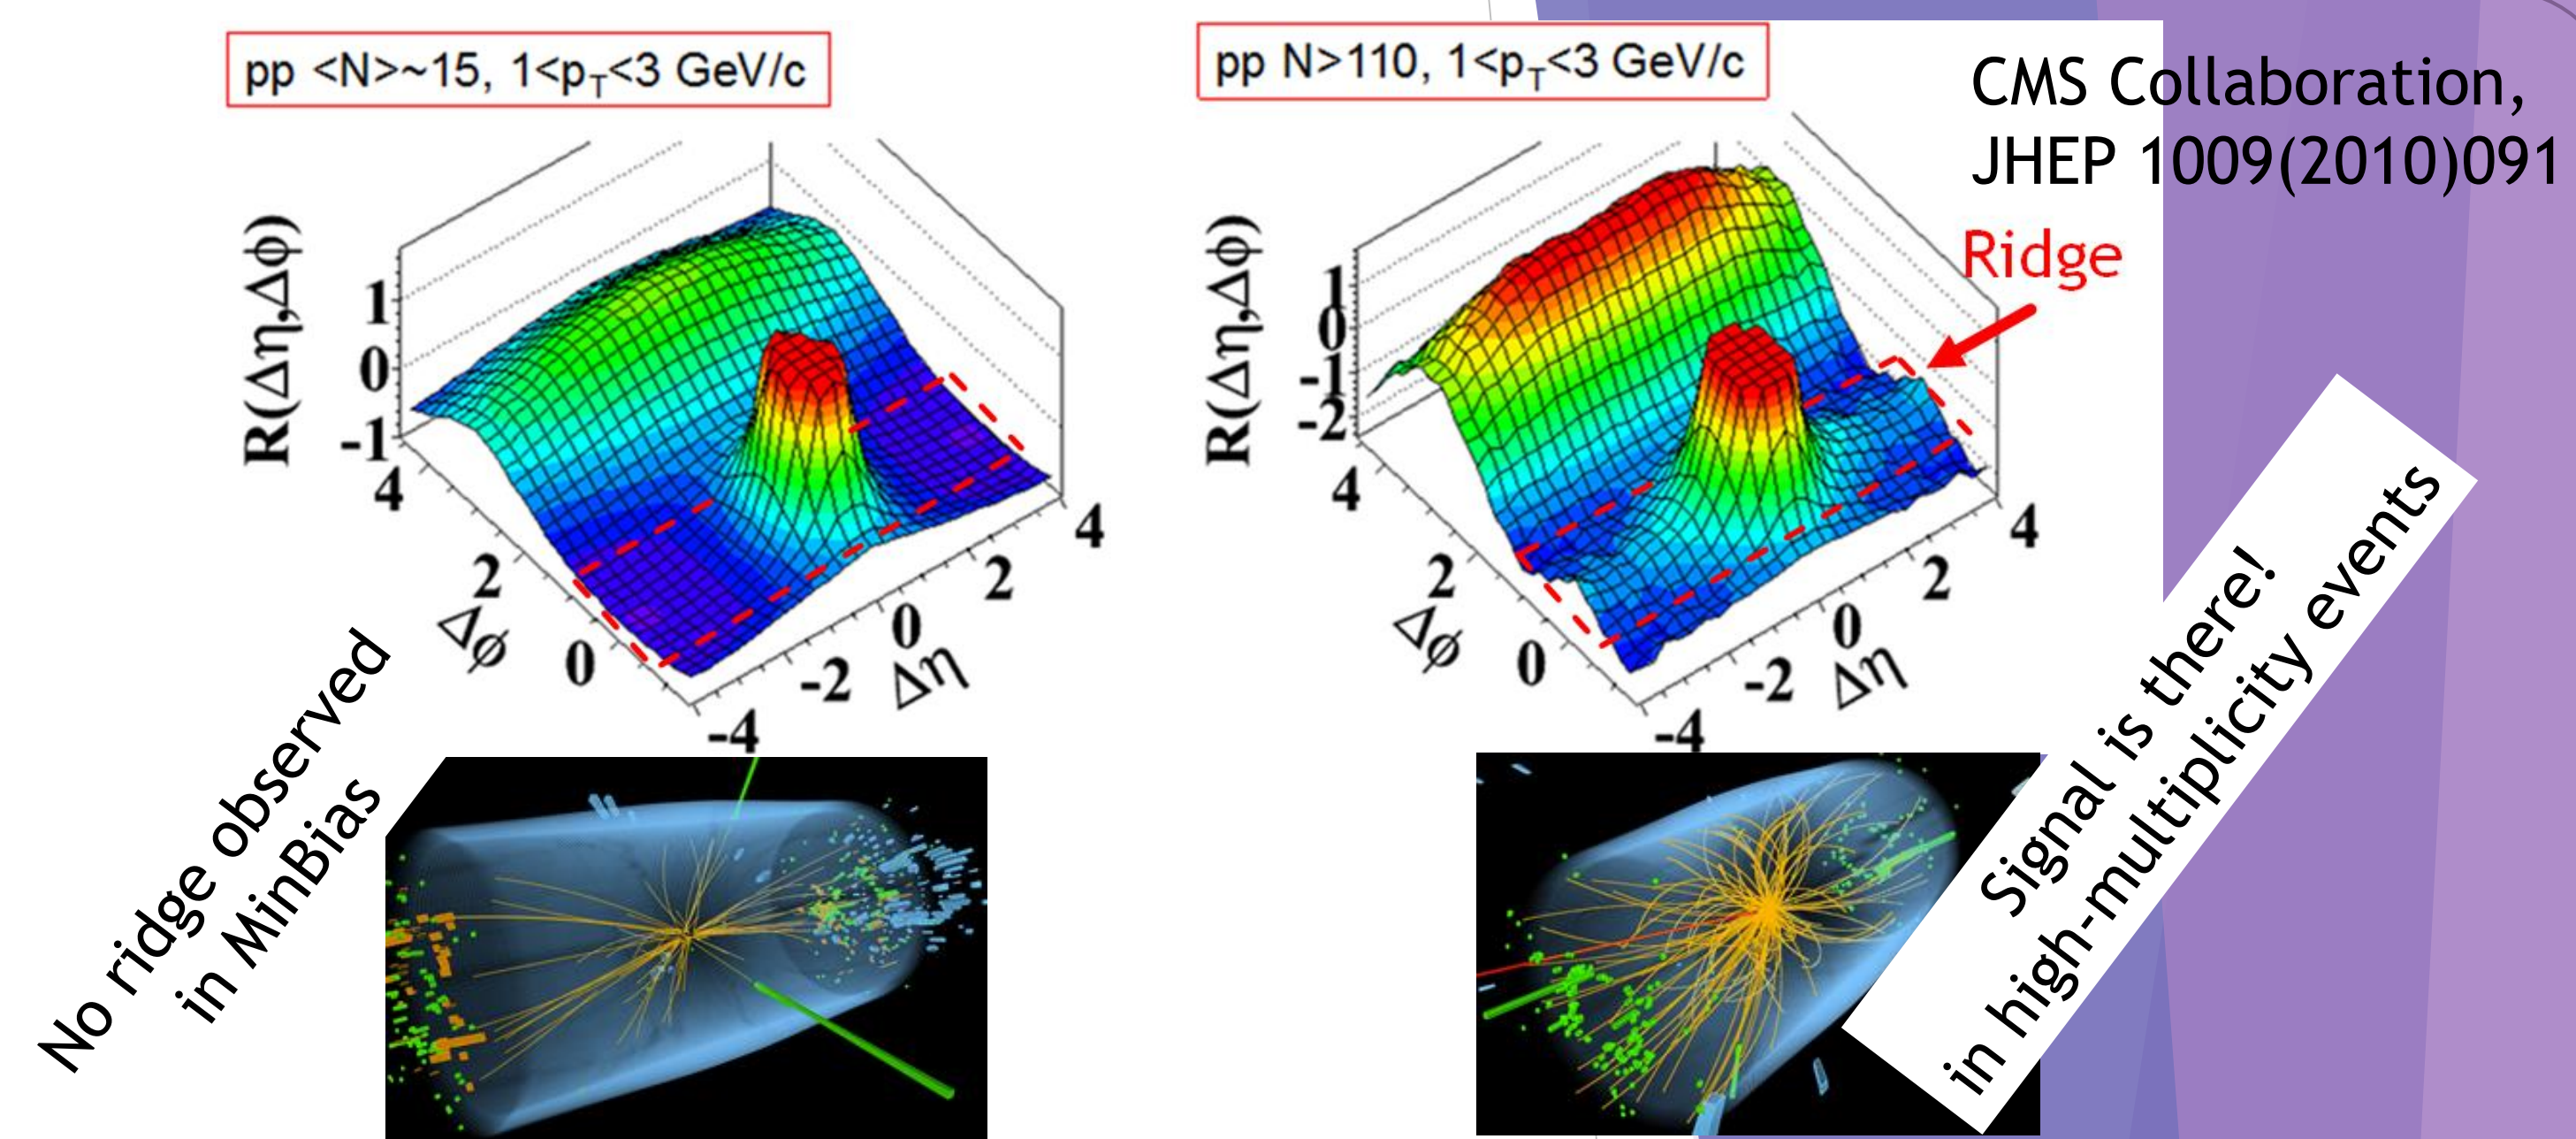 pp <N>~15, 1<pT<3 GeV/c
pp N>110, 1<pT<3 GeV/c
CMS Collaboration,
JHEP 1009(2010)091
Ridge
R(Δη,Δϕ)
1
0
-1
4
2
0
Δϕ
-4
-2
0
2
4
Δη
R(Δη,Δϕ)
1
0
-1
-2
4
2
0
Δϕ
-4
-2
0
2
4
Δη
No ridge observed
in MinBias
Signal is there!
in high-multiplicity events